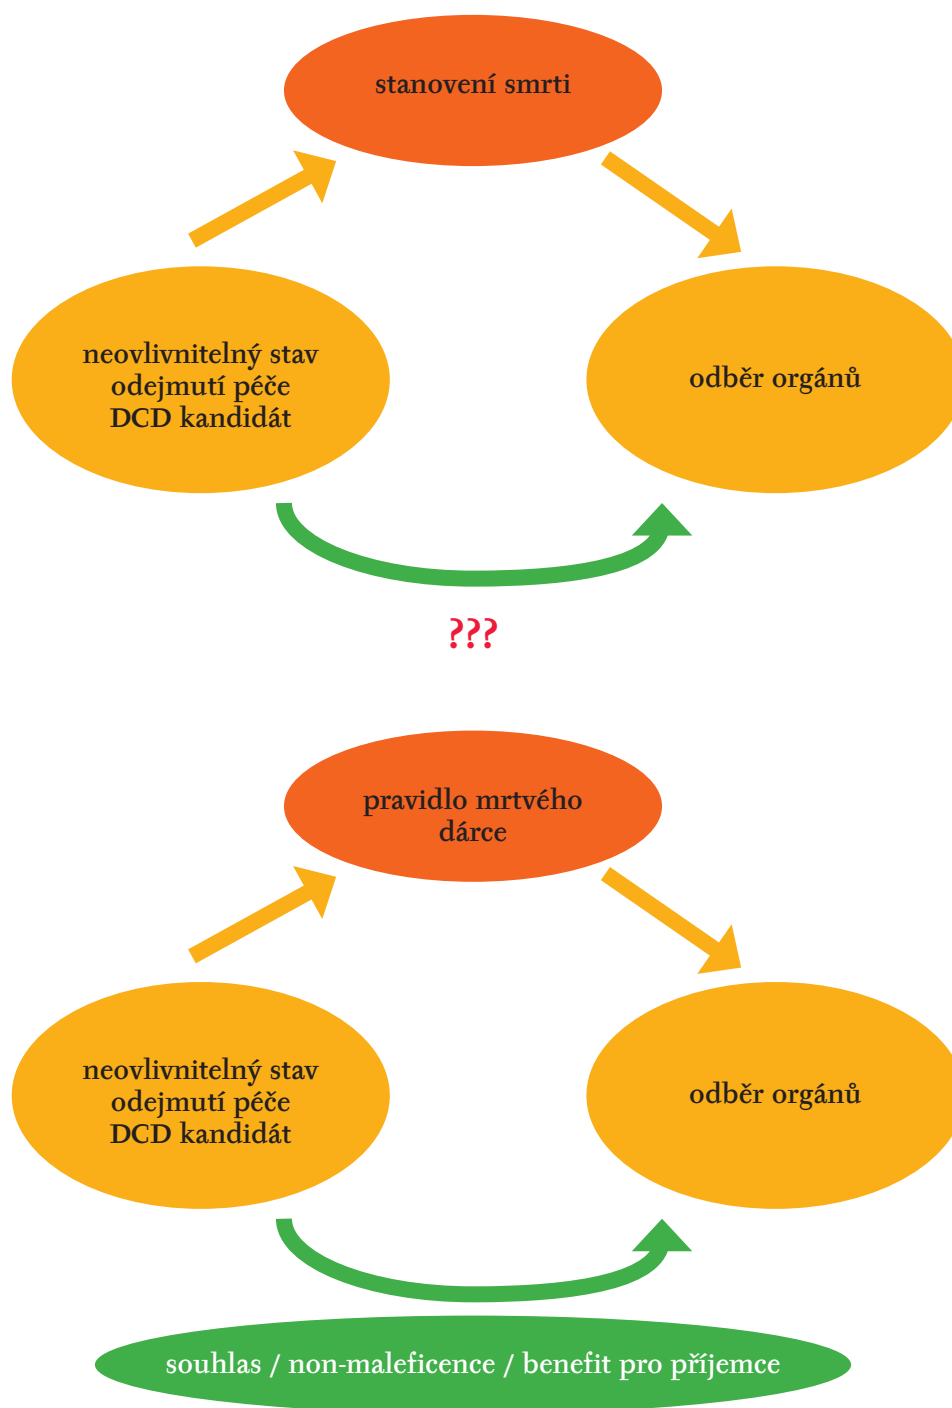 stanovení smrti
neovlivnitelný stav
odejmutí péče
DCD kandidát
odběr orgánů
???
pravidlo mrtvého
dárce
neovlivnitelný stav
odejmutí péče
DCD kandidát
odběr orgánů
souhlas / non-maleficence / benefit pro příjemce